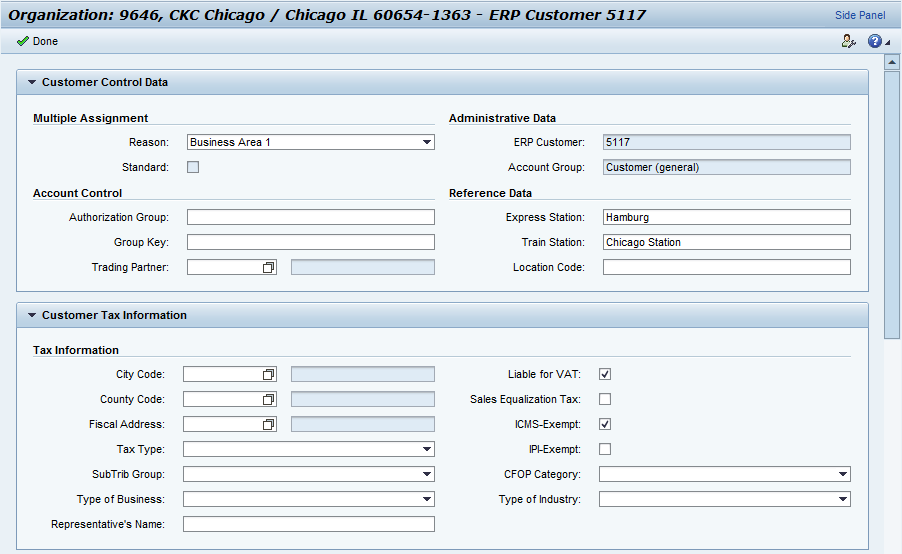 Organization: 9646, CKC Chicago / Chicago IL 60654-1363 - ERP Customer 5117
Side Panel
Done
Customer Control Data
Multiple Assignment
Reason: Business Area 1
Standard:
Account Control
Authorization Group:
Group Key:
Trading Partner:
Administrative Data
ERP Customer: 5117
Account Group: Customer (general)
Reference Data
Express Station: Hamburg
Train Station: Chicago Station
Location Code:
Customer Tax Information
Tax Information
City Code:
County Code:
Fiscal Address:
Tax Type:
SubTrib Group:
Type of Business:
Representative's Name:
Liable for VAT:
Sales Equalization Tax:
ICMS-Exempt:
IPI-Exempt:
CFOP Category:
Type of Industry: